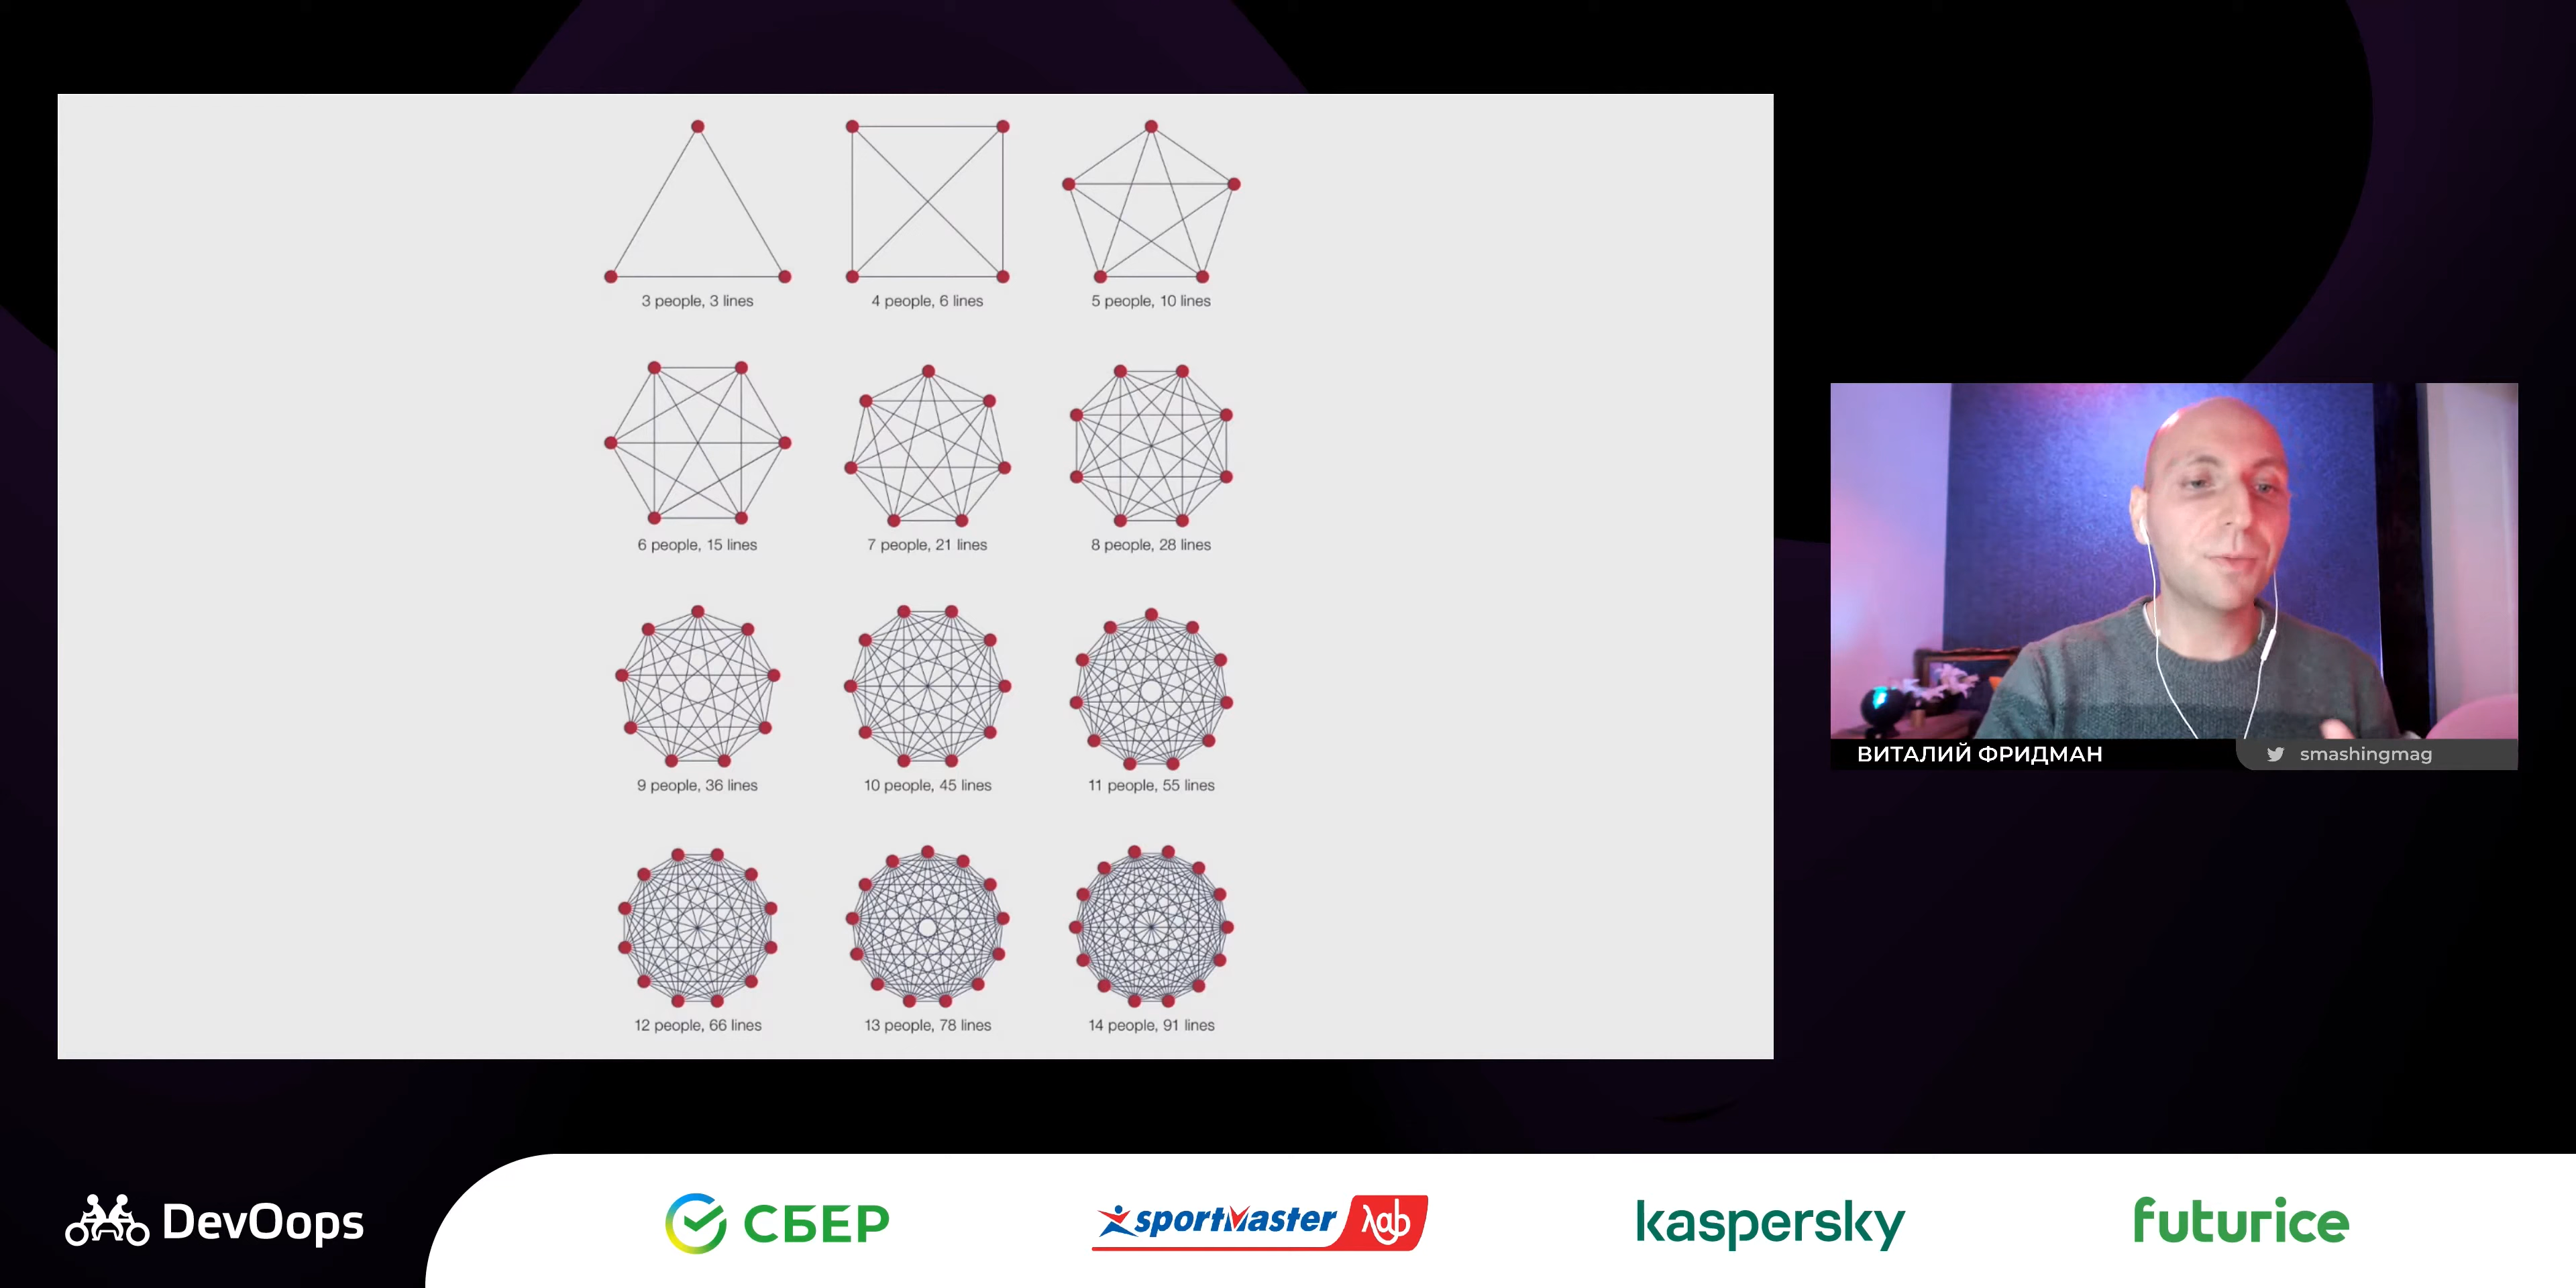 3 people, 3 lines
4 people, 6 lines
5 people, 10 lines
6 people, 15 lines
7 people, 21 lines
8 people, 28 lines
9 people, 36 lines
10 people, 45 lines
11 people, 55 lines
12 people, 66 lines
13 people, 78 lines
14 people, 91 lines
ВИТАЛИЙ ФРИДМАН
smashingmag
DevOops
СБЕР
sportmaster лаб
kaspersky
futurice